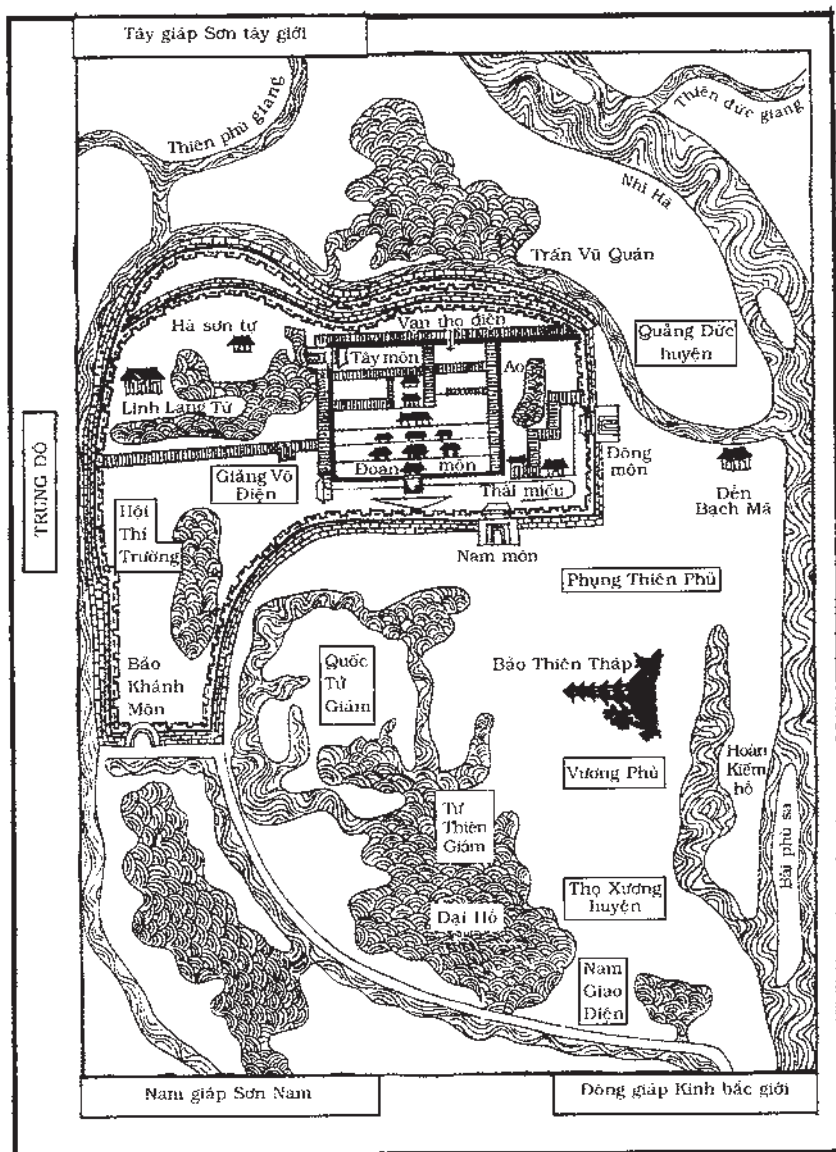 Tây giáp Sơn tây giới
Thiên phù giang
Thiên đức giang
Nhị Hà
Trấn Vũ Quán
Hà sơn tự
Vạn thọ điện
Quảng Đức
huyện
Tây môn
Ao
Linh Lang Từ
TRUNG ĐÔ
Đông
môn
Giảng Võ
Điện
Đoan môn
Thái miếu
Đền
Bạch Mã
Hội
Thí
Trường
Nam môn
Phụng Thiên Phủ
Bảo
Khánh
Môn
Quốc
Tử
Giám
Bảo Thiên Tháp
Hoàn
Kiếm
hồ
Vương Phủ
Tư
Thiên
Giám
Bãi phù sa
Thọ Xương
huyện
Đại Hồ
Nam
Giao
Điện
Nam giáp Sơn Nam
Đông giáp Kinh bắc giới